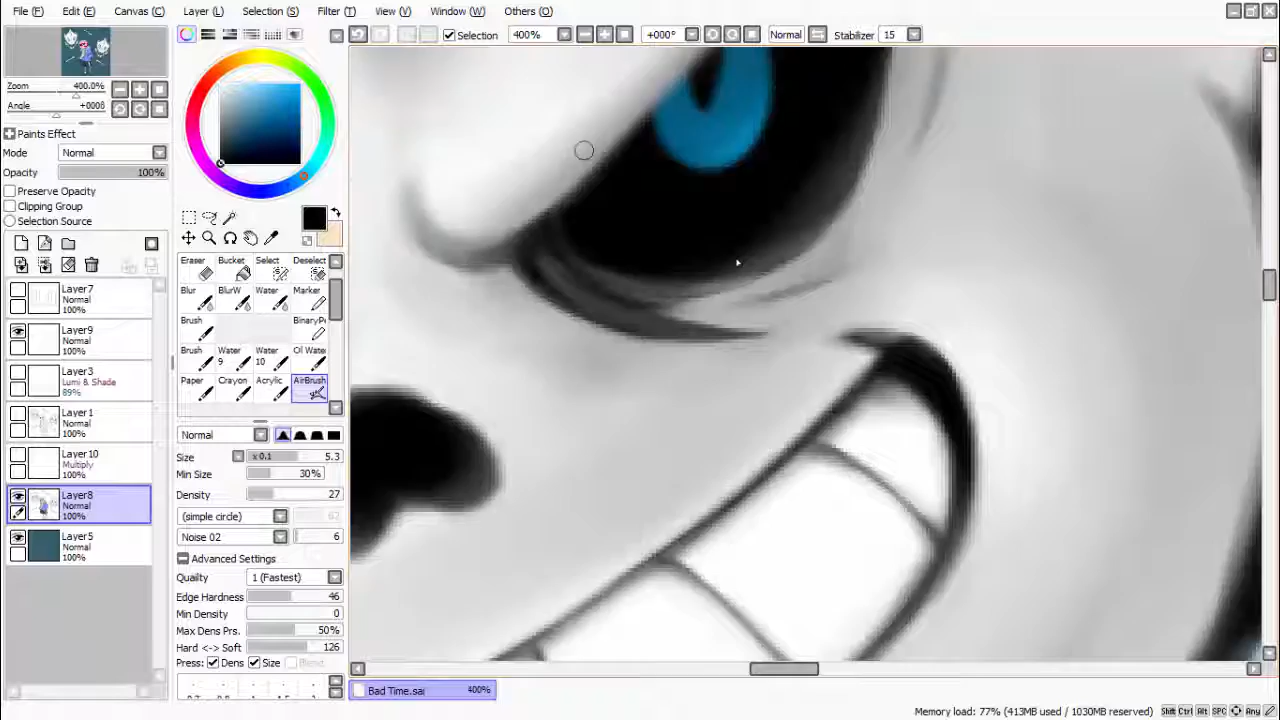 File (F) Edit (E) Canvas (C) Layer (L) Selection (S) Filter (T) View (V) Window (W) Others (O)
Selection 400% +000° Normal Stabilizer 15
Zoom 400.0%
Angle +000δ
Paints Effect
Mode Normal
Opacity 100%
Preserve Opacity
Clipping Group
Selection Source
Layer7
Normal
100%
Layer9
Normal
100%
Layer3
Lumi & Shade
89%
Layer1
Normal
100%
Layer10
Multiply
100%
Layer8
Normal
100%
Layer5
Normal
100%
Eraser Bucket Select Deselect
Blur BlurW Water Marker
Brush BinaryPe
Brush Water 9 Water 10 Oil Water
Paper Crayon Acrylic AirBrush
Normal
Size x 0.1 5.3
Min Size 30%
Density 27
(simple circle)
Noise 02 6
Advanced Settings
Quality 1 (Fastest)
Edge Hardness 46
Min Density 0
Max Dens Prs. 50%
Hard <-> Soft 126
Press: Dens Size Blend
Bad Time.sai 400%
Memory load: 77% (413MB used / 1030MB reserved) Shift Ctrl Alt SPC Any